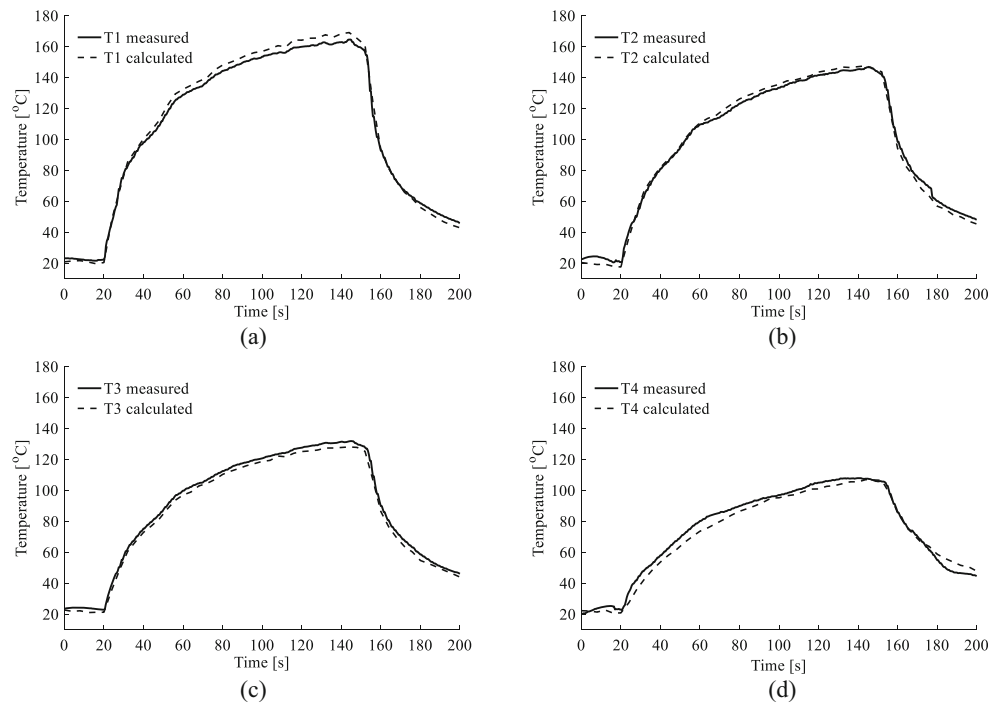 180
160
140
120
100
80
60
40
20
Temperature [°C]
T1 measured
T1 calculated
0 20 40 60 80 100 120 140 160 180 200
Time [s]
(a)
180
160
140
120
100
80
60
40
20
Temperature [°C]
T2 measured
T2 calculated
0 20 40 60 80 100 120 140 160 180 200
Time [s]
(b)
180
160
140
120
100
80
60
40
20
Temperature [°C]
T3 measured
T3 calculated
0 20 40 60 80 100 120 140 160 180 200
Time [s]
(c)
180
160
140
120
100
80
60
40
20
Temperature [°C]
T4 measured
T4 calculated
0 20 40 60 80 100 120 140 160 180 200
Time [s]
(d)